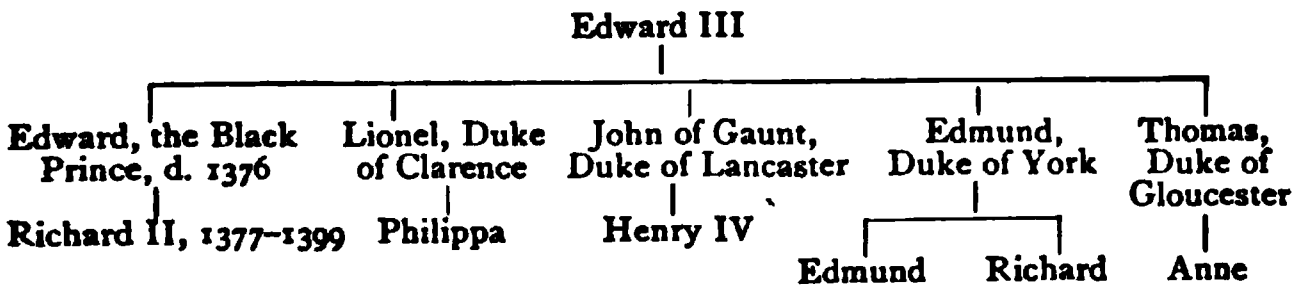 Edward III
Edward, the Black
Prince, d. 1376
Lionel, Duke
of Clarence
John of Gaunt,
Duke of Lancaster
Edmund,
Duke of York
Thomas,
Duke of
Gloucester
Richard II, 1377–1399
Philippa
Henry IV
Edmund
Richard
Anne